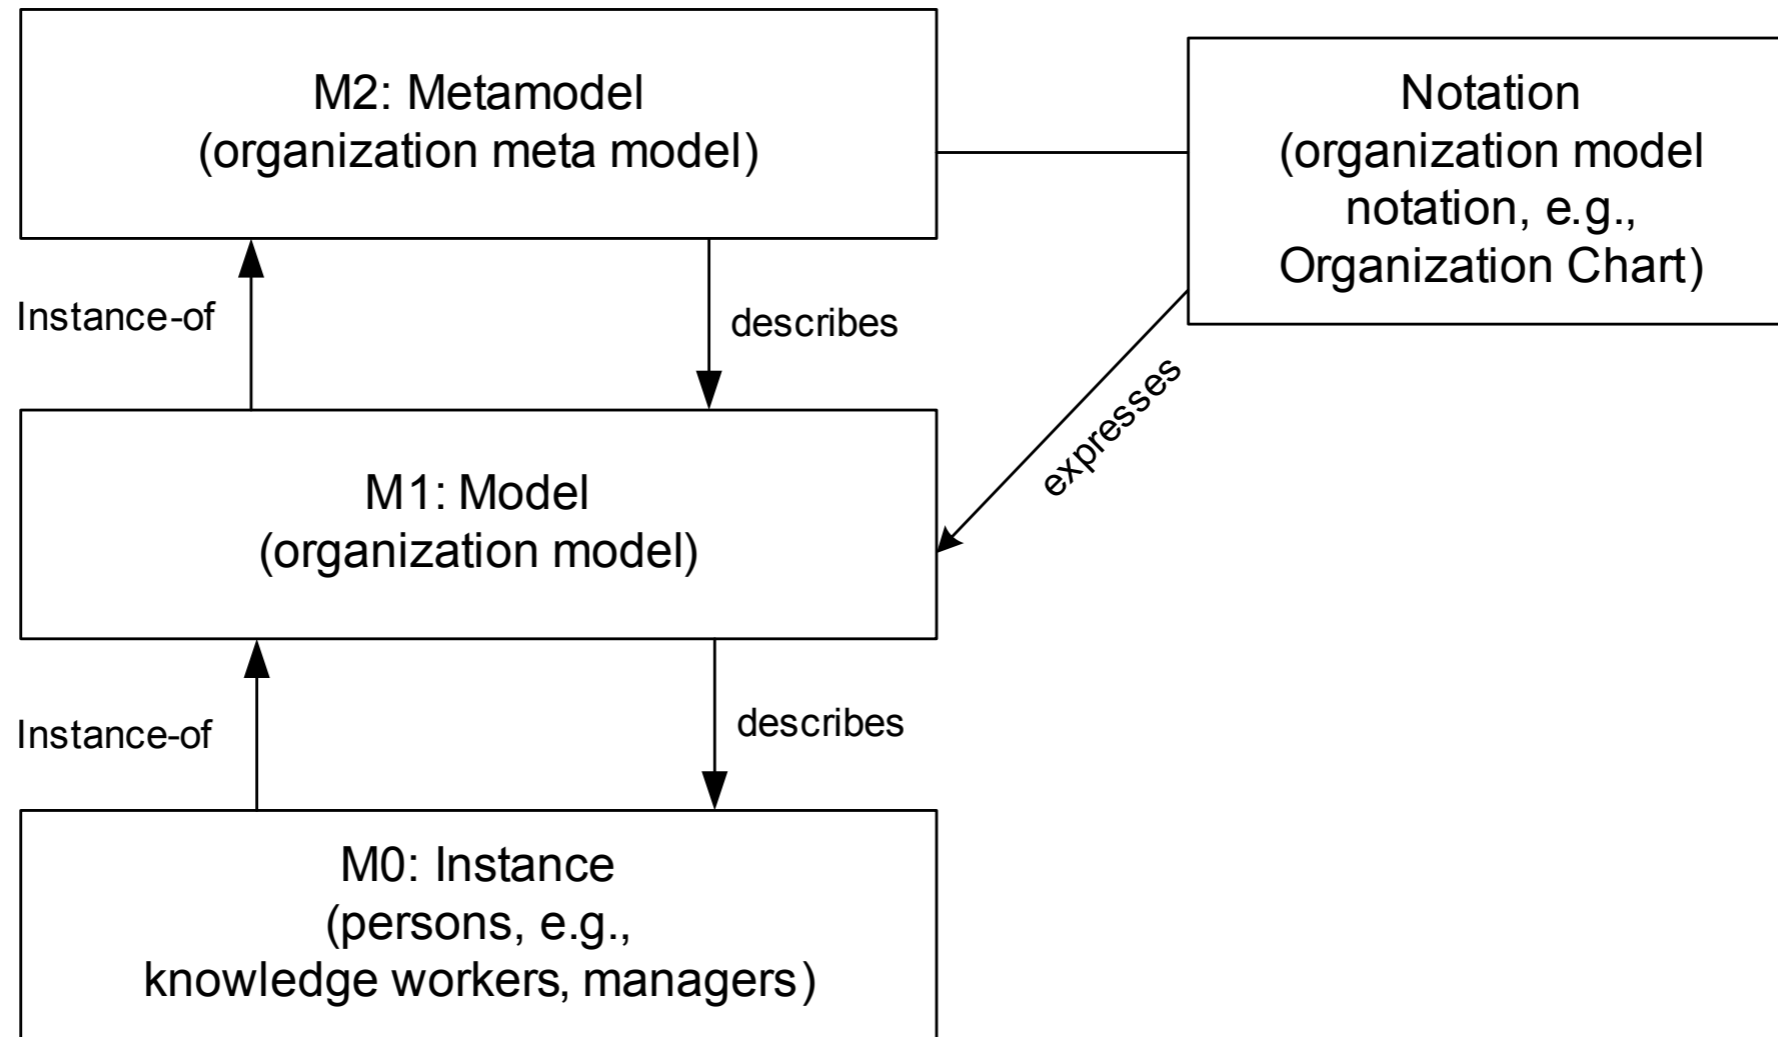 M2: Metamodel
(organization meta model)
Notation
(organization model
notation, e.g.,
Organization Chart)
Instance-of
describes
expresses
M1: Model
(organization model)
Instance-of
describes
M0: Instance
(persons, e.g.,
knowledge workers, managers)